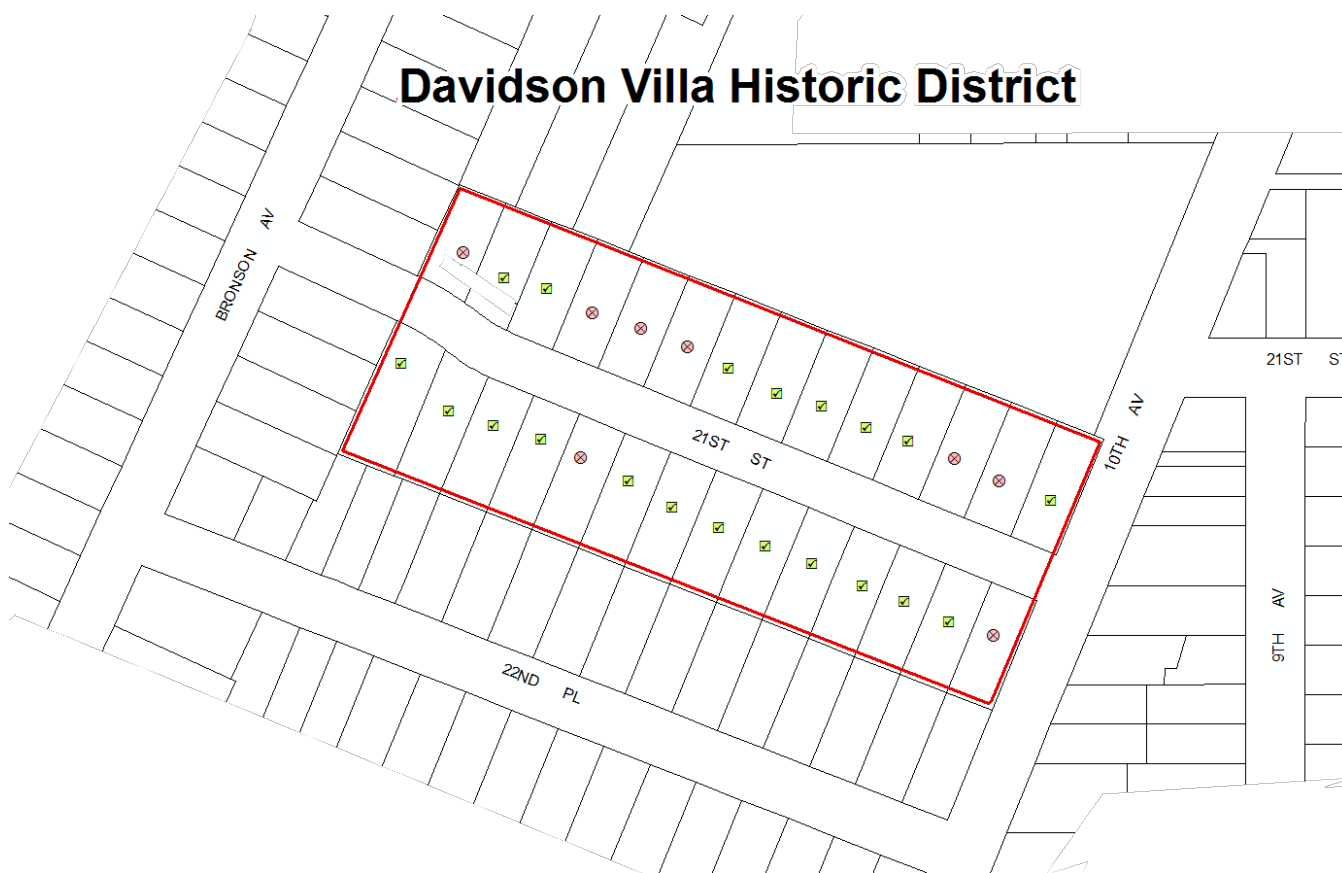 Davidson Villa Historic District
BRONSON AV
21ST ST
10TH AV
21ST ST
9TH AV
22ND PL